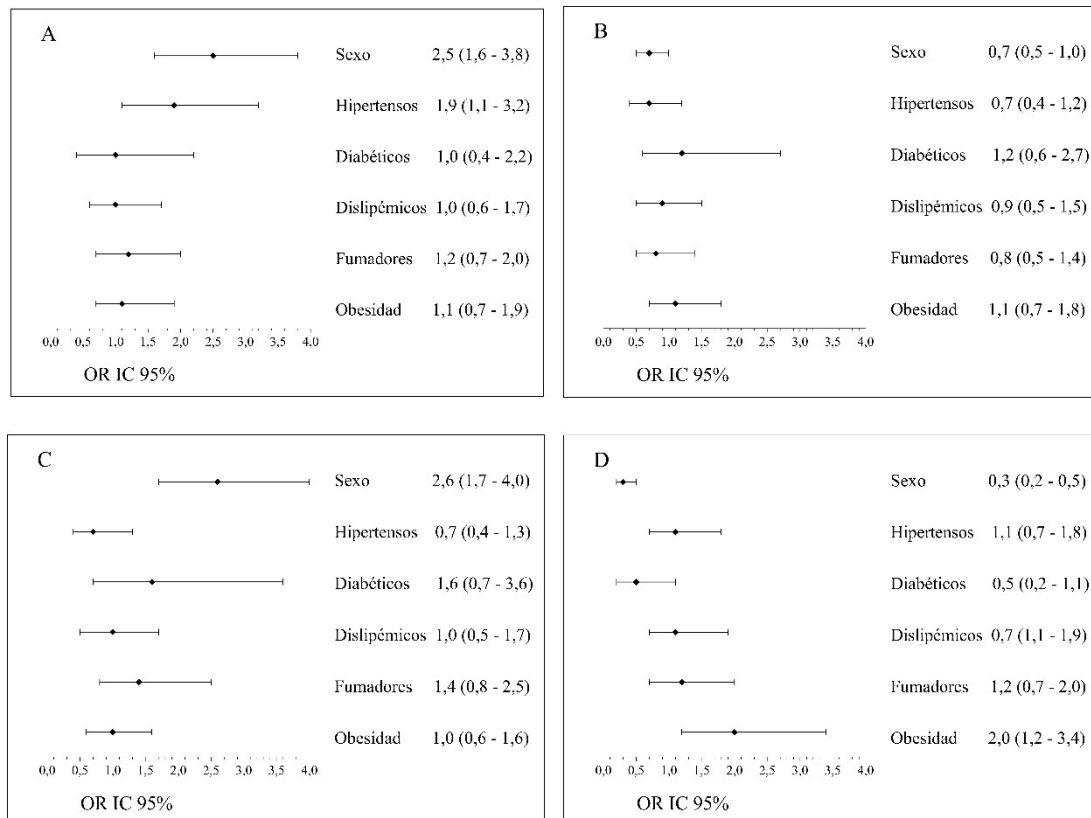 A
Sexo 2,5 (1,6 - 3,8)
Hipertensos 1,9 (1,1 - 3,2)
Diabéticos 1,0 (0,4 - 2,2)
Dislipémicos 1,0 (0,6 - 1,7)
Fumadores 1,2 (0,7 - 2,0)
Obesidad 1,1 (0,7 - 1,9)
0,0 0,5 1,0 1,5 2,0 2,5 3,0 3,5 4,0
OR IC 95%
B
Sexo 0,7 (0,5 - 1,0)
Hipertensos 0,7 (0,4 - 1,2)
Diabéticos 1,2 (0,6 - 2,7)
Dislipémicos 0,9 (0,5 - 1,5)
Fumadores 0,8 (0,5 - 1,4)
Obesidad 1,1 (0,7 - 1,8)
0,0 0,5 1,0 1,5 2,0 2,5 3,0 3,5 4,0
OR IC 95%
C
Sexo 2,6 (1,7 - 4,0)
Hipertensos 0,7 (0,4 - 1,3)
Diabéticos 1,6 (0,7 - 3,6)
Dislipémicos 1,0 (0,5 - 1,7)
Fumadores 1,4 (0,8 - 2,5)
Obesidad 1,0 (0,6 - 1,6)
0,0 0,5 1,0 1,5 2,0 2,5 3,0 3,5 4,0
OR IC 95%
D
Sexo 0,3 (0,2 - 0,5)
Hipertensos 1,1 (0,7 - 1,8)
Diabéticos 0,5 (0,2 - 1,1)
Dislipémicos 0,7 (1,1 - 1,9)
Fumadores 1,2 (0,7 - 2,0)
Obesidad 2,0 (1,2 - 3,4)
0,0 0,5 1,0 1,5 2,0 2,5 3,0 3,5 4,0
OR IC 95%